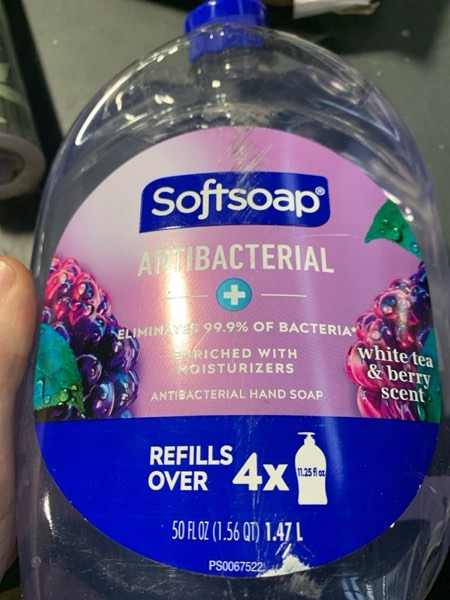 Softsoap®
ANTIBACTERIAL
ELIMINATES 99.9% OF BACTERIA*
ENRICHED WITH
MOISTURIZERS
ANTIBACTERIAL HAND SOAP
white tea
& berry
scent
REFILLS
OVER
4x
11.25 fl oz
50 FL OZ (1.56 QT) 1.47 L
PS0067522